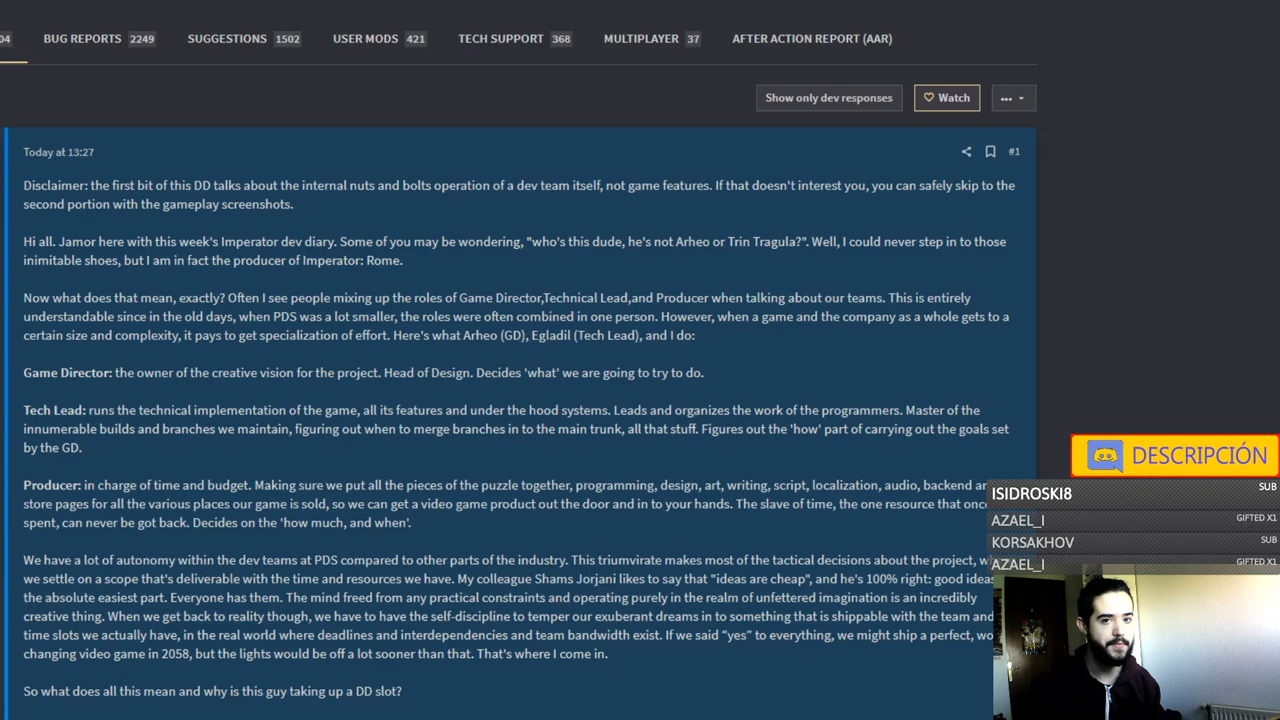 04 BUG REPORTS 2249 SUGGESTIONS 1502 USER MODS 421 TECH SUPPORT 368 MULTIPLAYER 37 AFTER ACTION REPORT (AAR)
Show only dev responses Watch
Today at 13:27 #1
Disclaimer: the first bit of this DD talks about the internal nuts and bolts operation of a dev team itself, not game features. If that doesn't interest you, you can safely skip to the
second portion with the gameplay screenshots.
Hi all. Jamor here with this week's Imperator dev diary. Some of you may be wondering, "who's this dude, he's not Arheo or Trin Tragula?". Well, I could never step in to those
inimitable shoes, but I am in fact the producer of Imperator: Rome.
Now what does that mean, exactly? Often I see people mixing up the roles of Game Director,Technical Lead,and Producer when talking about our teams. This is entirely
understandable since in the old days, when PDS was a lot smaller, the roles were often combined in one person. However, when a game and the company as a whole gets to a
certain size and complexity, it pays to get specialization of effort. Here's what Arheo (GD), Egladil (Tech Lead), and I do:
Game Director: the owner of the creative vision for the project. Head of Design. Decides 'what' we are going to try to do.
Tech Lead: runs the technical implementation of the game, all its features and under the hood systems. Leads and organizes the work of the programmers. Master of the
innumerable builds and branches we maintain, figuring out when to merge branches in to the main trunk, all that stuff. Figures out the 'how' part of carrying out the goals set
by the GD.
Producer: in charge of time and budget. Making sure we put all the pieces of the puzzle together, programming, design, art, writing, script, localization, audio, backend an
store pages for all the various places our game is sold, so we can get a video game product out the door and in to your hands. The slave of time, the one resource that once
spent, can never be got back. Decides on the 'how much, and when'.
We have a lot of autonomy within the dev teams at PDS compared to other parts of the industry. This triumvirate makes most of the tactical decisions about the project, w
we settle on a scope that's deliverable with the time and resources we have. My colleague Shams Jorjani likes to say that "ideas are cheap", and he's 100% right: good ideas
the absolute easiest part. Everyone has them. The mind freed from any practical constraints and operating purely in the realm of unfettered imagination is an incredibly
creative thing. When we get back to reality though, we have to have the self-discipline to temper our exuberant dreams in to something that is shippable with the team and
time slots we actually have, in the real world where deadlines and interdependencies and team bandwidth exist. If we said "yes" to everything, we might ship a perfect, wo
changing video game in 2058, but the lights would be off a lot sooner than that. That's where I come in.
So what does all this mean and why is this guy taking up a DD slot?
DESCRIPCIÓN
ISIDROSKI8 SUB
AZAEL_I GIFTED X1
KORSAKHOV SUB
AZAEL_I GIFTED X1